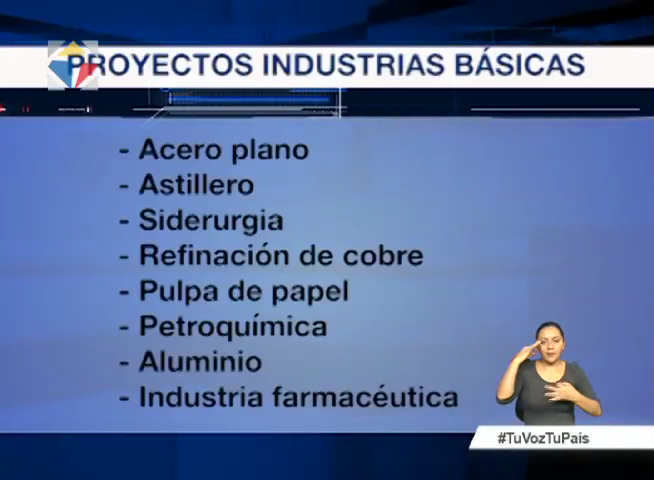 PROYECTOS INDUSTRIAS BÁSICAS
- Acero plano
- Astillero
- Siderurgia
- Refinación de cobre
- Pulpa de papel
- Petroquímica
- Aluminio
- Industria farmacéutica
#TuVozTuPaís